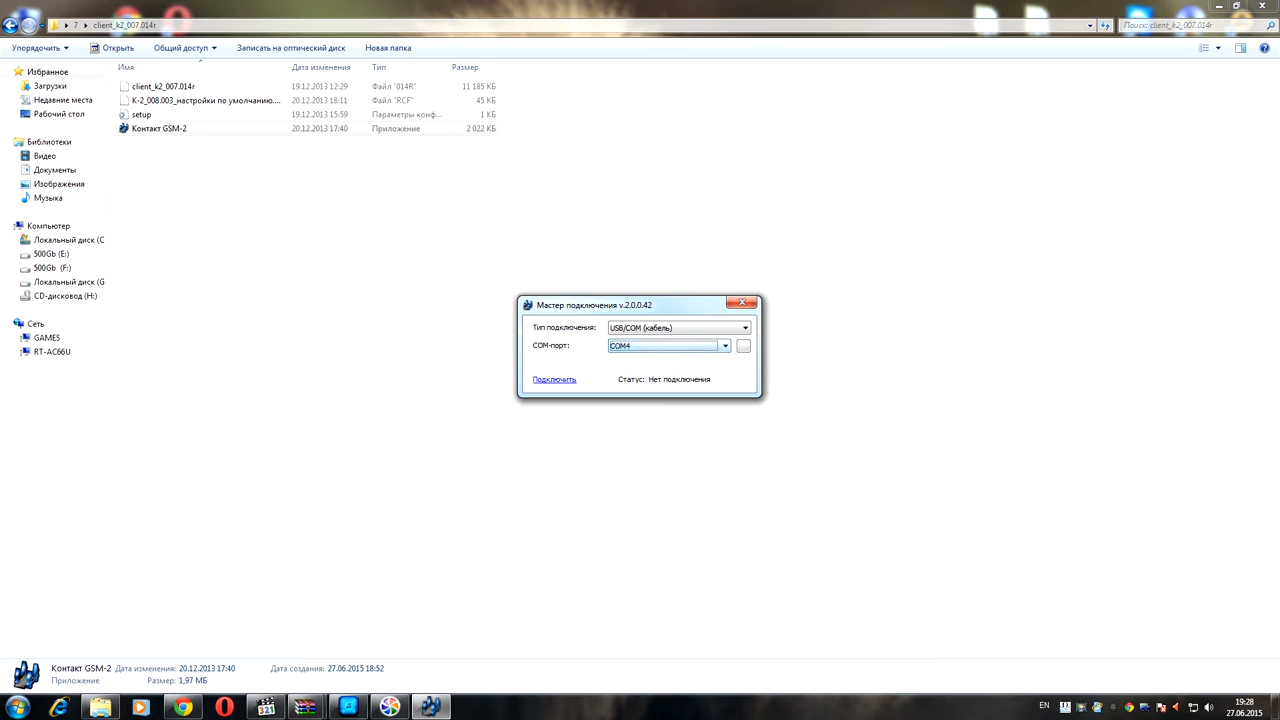 7 ▸ client_k2_007.014r
Поиск: client_k2_007.014r
Упорядочить Открыть Общий доступ Записать на оптический диск Новая папка
Имя Дата изменения Тип Размер
client_k2_007.014r 19.12.2013 12:29 Файл "014R" 11 185 КБ
K-2_008.003_настройки по умолчанию.... 20.12.2013 18:11 Файл "RCF" 45 КБ
setup 19.12.2013 15:59 Параметры конф... 1 КБ
Контакт GSM-2 20.12.2013 17:40 Приложение 2 022 КБ
Избранное
Загрузки
Недавние места
Рабочий стол
Библиотеки
Видео
Документы
Изображения
Музыка
Компьютер
Локальный диск (C
500Gb (E:)
500Gb (F:)
Локальный диск (G
CD-дисковод (H:)
Сеть
GAMES
RT-AC66U
Мастер подключения v.2.0.0.42
Тип подключения: USB/COM (кабель)
COM-порт: COM4
Подключить Статус: Нет подключения
Контакт GSM-2 Дата изменения: 20.12.2013 17:40 Дата создания: 27.06.2015 18:52
Приложение Размер: 1,97 МБ
321
EN
19:28
27.06.2015